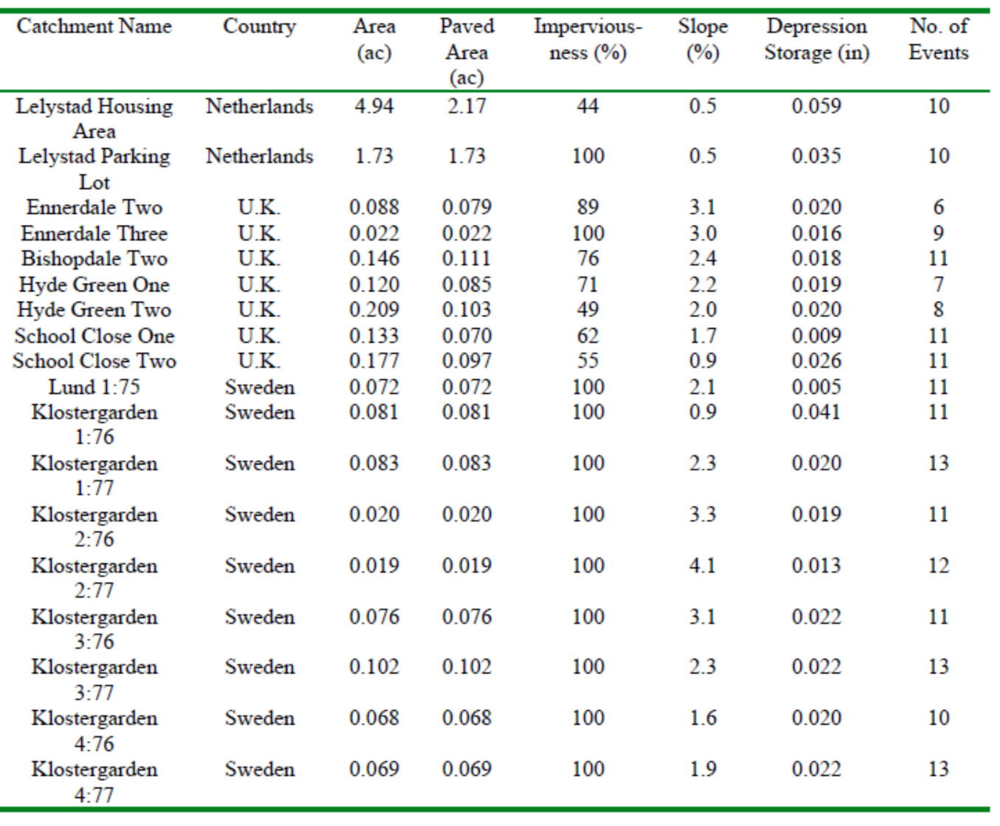 Catchment Name Country Area Paved Impervious- Slope Depression No. of
(ac) Area ness (%) (%) Storage (in) Events
(ac)
Lelystad Housing Netherlands 4.94 2.17 44 0.5 0.059 10
Area
Lelystad Parking Netherlands 1.73 1.73 100 0.5 0.035 10
Lot
Ennerdale Two U.K. 0.088 0.079 89 3.1 0.020 6
Ennerdale Three U.K. 0.022 0.022 100 3.0 0.016 9
Bishopdale Two U.K. 0.146 0.111 76 2.4 0.018 11
Hyde Green One U.K. 0.120 0.085 71 2.2 0.019 7
Hyde Green Two U.K. 0.209 0.103 49 2.0 0.020 8
School Close One U.K. 0.133 0.070 62 1.7 0.009 11
School Close Two U.K. 0.177 0.097 55 0.9 0.026 11
Lund 1:75 Sweden 0.072 0.072 100 2.1 0.005 11
Klostergarden Sweden 0.081 0.081 100 0.9 0.041 11
1:76
Klostergarden Sweden 0.083 0.083 100 2.3 0.020 13
1:77
Klostergarden Sweden 0.020 0.020 100 3.3 0.019 11
2:76
Klostergarden Sweden 0.019 0.019 100 4.1 0.013 12
2:77
Klostergarden Sweden 0.076 0.076 100 3.1 0.022 11
3:76
Klostergarden Sweden 0.102 0.102 100 2.3 0.022 13
3:77
Klostergarden Sweden 0.068 0.068 100 1.6 0.020 10
4:76
Klostergarden Sweden 0.069 0.069 100 1.9 0.022 13
4:77